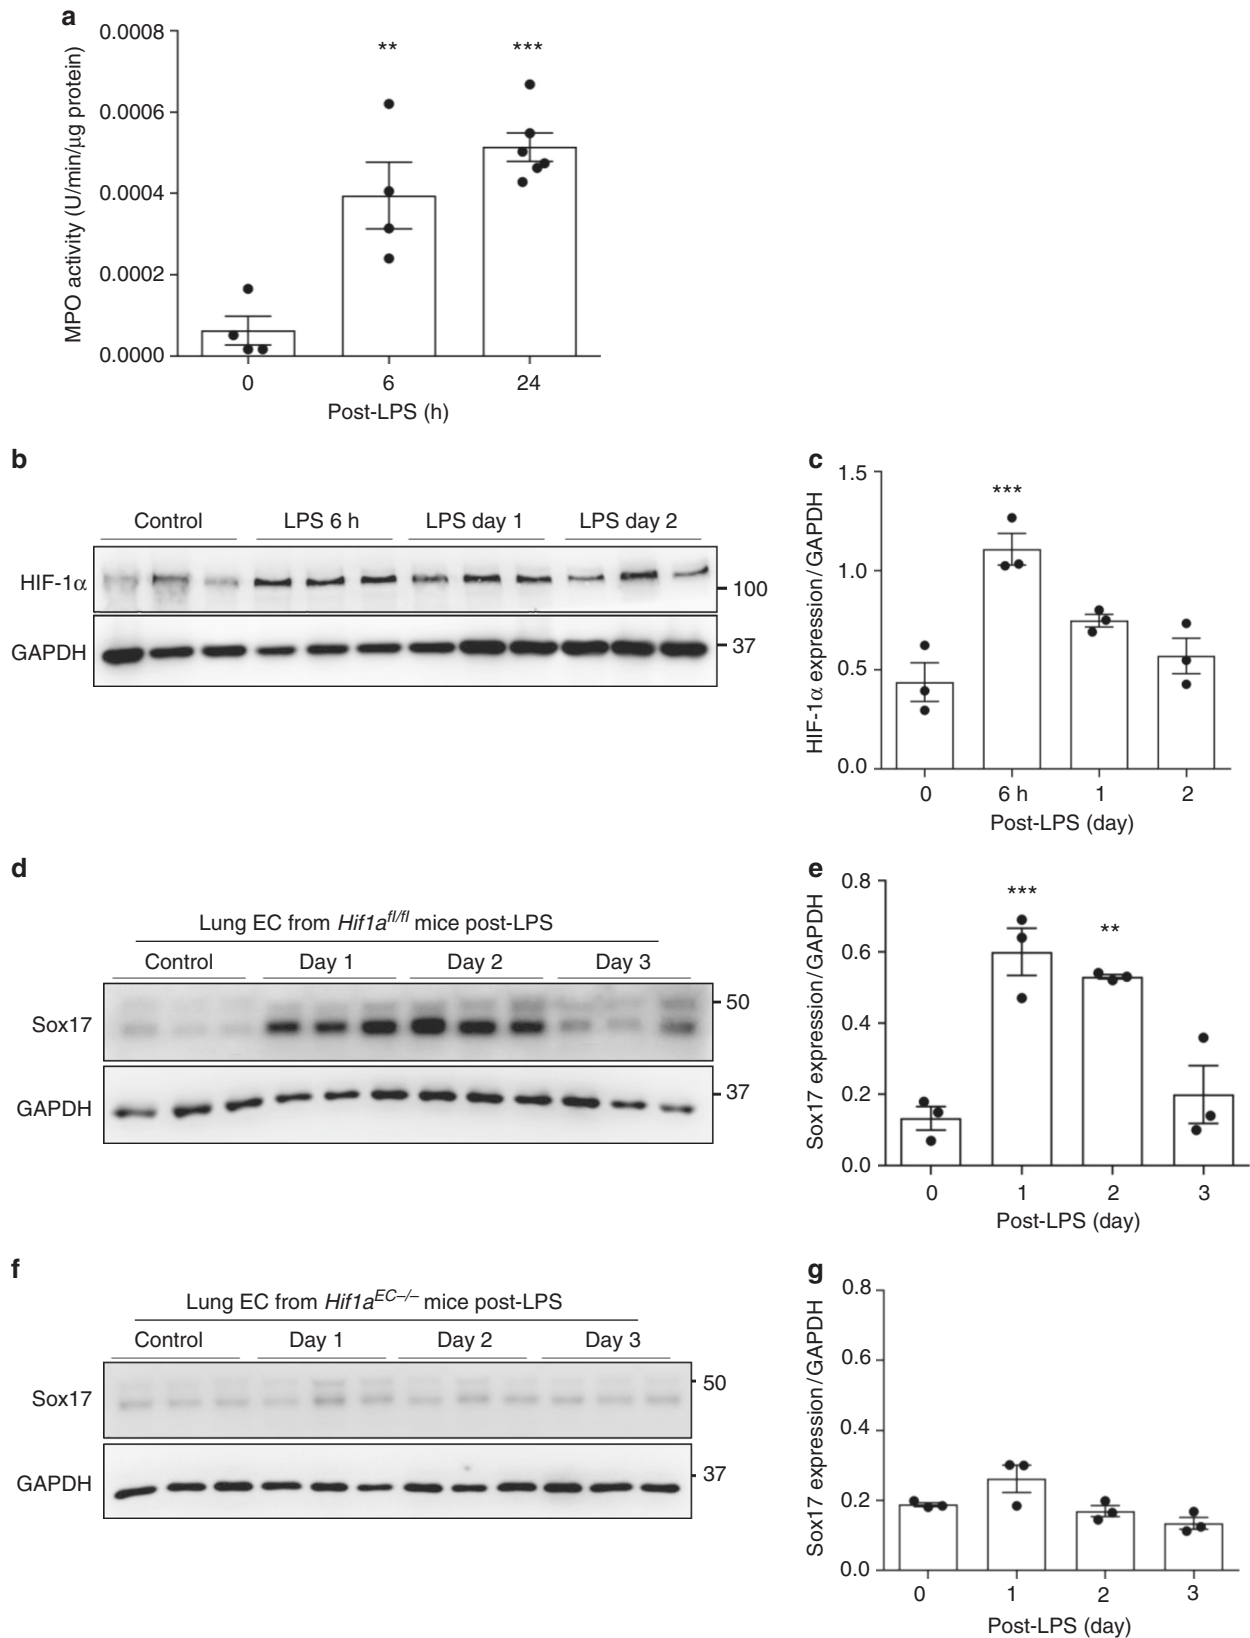 a
MPO activity (U/min/μg protein)
0.0008
0.0006
0.0004
0.0002
0.0000
** ***
0 6 24
Post-LPS (h)
b
Control LPS 6 h LPS day 1 LPS day 2
HIF-1α
100
GAPDH
37
c
HIF-1α expression/GAPDH
1.5
1.0
0.5
0.0
***
0 6 h 1 2
Post-LPS (day)
d
Lung EC from Hif1afl/fl mice post-LPS
Control Day 1 Day 2 Day 3
Sox17
50
GAPDH
37
e
Sox17 expression/GAPDH
0.8
0.6
0.4
0.2
0.0
*** **
0 1 2 3
Post-LPS (day)
f
Lung EC from Hif1aEC−/− mice post-LPS
Control Day 1 Day 2 Day 3
Sox17
50
GAPDH
37
g
Sox17 expression/GAPDH
0.8
0.6
0.4
0.2
0.0
0 1 2 3
Post-LPS (day)